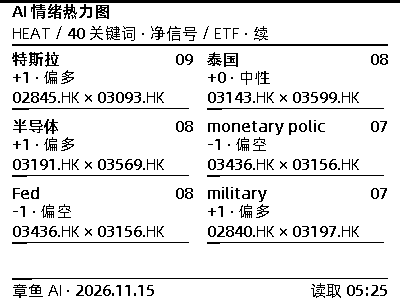 AI 情绪热力图
HEAT / 40 关键词 · 净信号 / ETF · 续
特斯拉 09
+1 · 偏多
02845.HK × 03093.HK
泰国 08
+0 · 中性
03143.HK × 03599.HK
半导体 08
+1 · 偏多
03191.HK × 03569.HK
monetary polic 07
-1 · 偏空
03436.HK × 03156.HK
Fed 08
-1 · 偏空
03436.HK × 03156.HK
military 07
+1 · 偏多
02840.HK × 03197.HK
章鱼 AI · 2026.11.15
读取 05:25